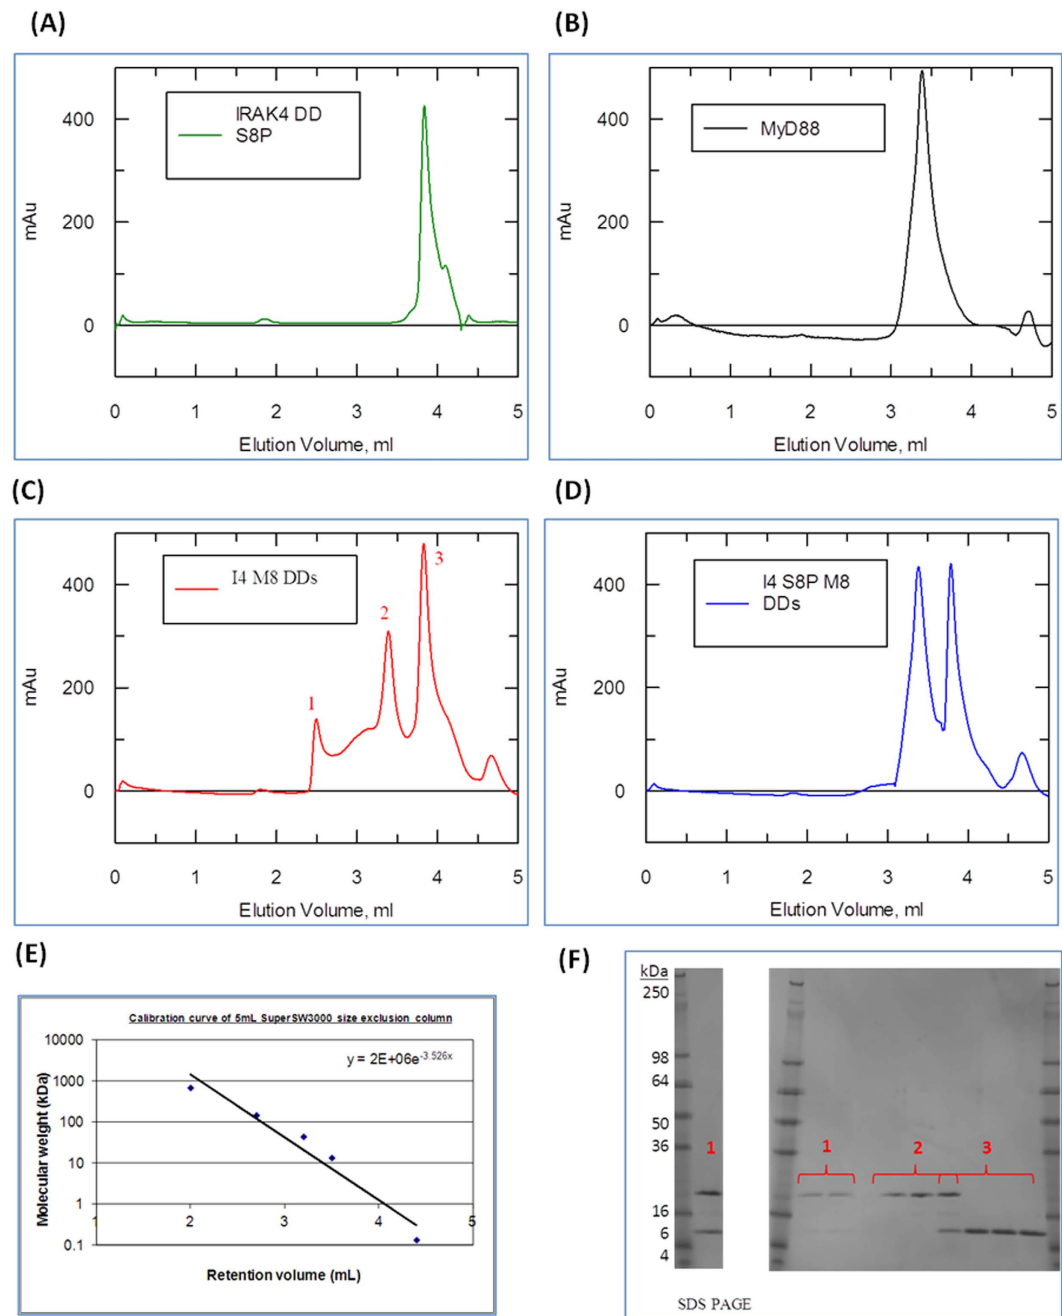 (A)
IRAK4 DD
S8P
400
200
0
mAu
0 1 2 3 4 5
Elution Volume, ml
(B)
MyD88
400
200
0
mAu
0 1 2 3 4 5
Elution Volume, ml
(C)
I4 M8 DDs
1
2
3
400
200
0
mAu
0 1 2 3 4 5
Elution Volume, ml
(D)
I4 S8P M8
DDs
400
200
0
mAu
0 1 2 3 4 5
Elution Volume, ml
(E)
Calibration curve of 5mL SuperSW3000 size exclusion column
y = 2E+06e-3.526x
10000
1000
100
10
1
0.1
Molecular weight (kDa)
1 2 3 4 5
Retention volume (mL)
(F)
kDa
250
98
64
50
36
16
6
4
1
1 2 3
SDS PAGE